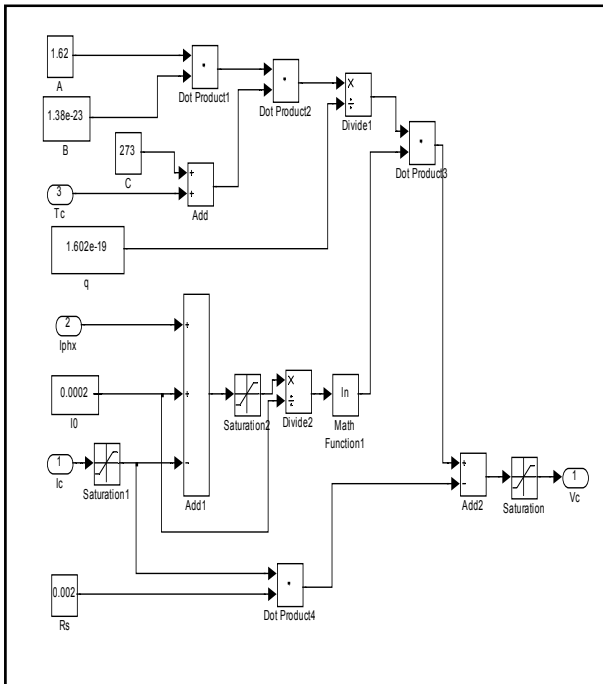 1.62
A
Dot Product1
Dot Product2
×
÷
Divide1
1.38e-23
B
273
C
+
+
Add
3
Tc
Dot Product3
1.602e-19
q
2
Iphx
+
0.0002
I0
+
Saturation2
×
÷
Divide2
ln
Math
Function1
1
Ic
Saturation1
-
Add1
+
-
Add2
Saturation
1
Vc
0.002
Rs
Dot Product4